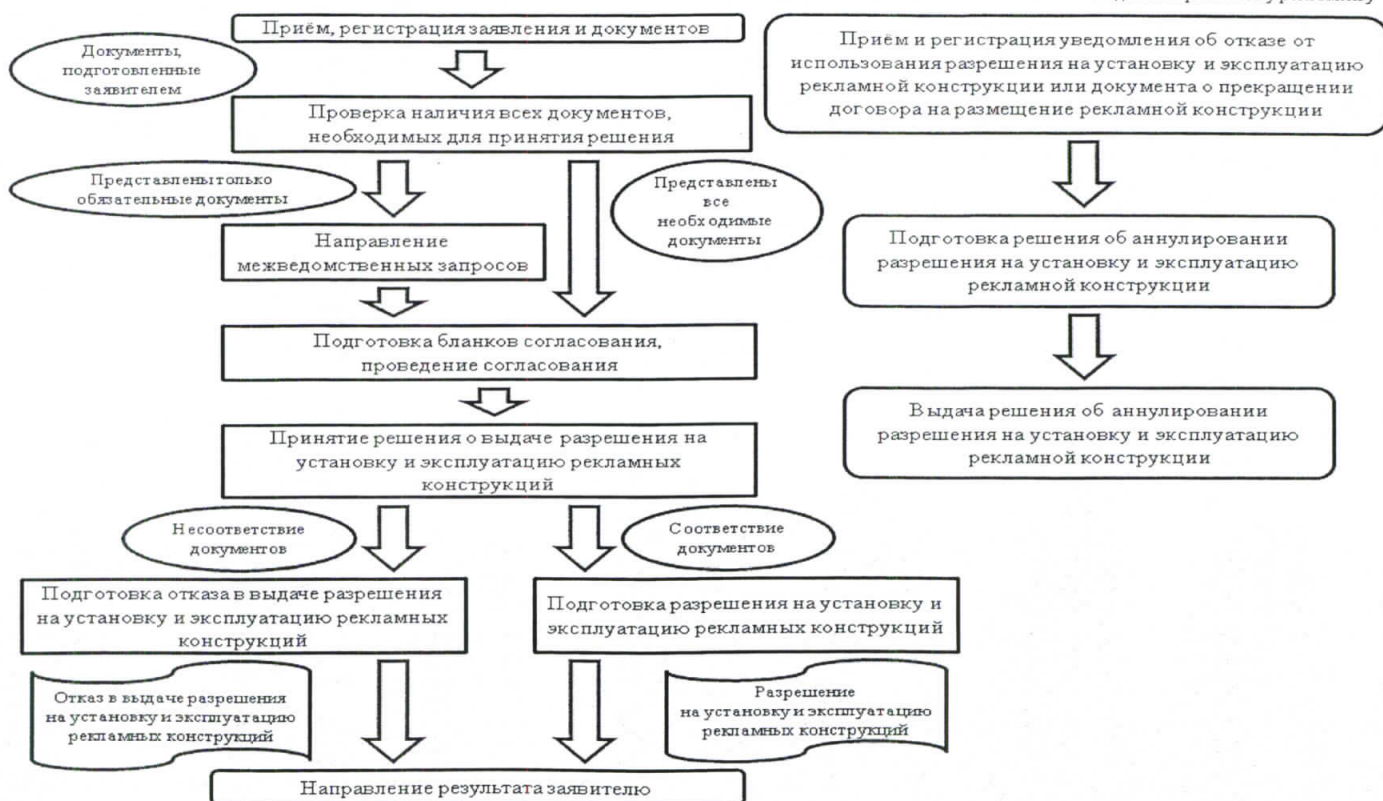 Приём, регистрация заявления и документов
Документы,
подготовленные
заявителем
Проверка наличия всех документов,
необходимых для принятия решения
Представлены только
обязательные документы
Представлены
все
необходимые
документы
Направление
межведомственных запросов
Подготовка бланков согласования,
проведение согласования
Принятие решения о выдаче разрешения на
установку и эксплуатацию рекламных
конструкций
Несоответствие
документов
Соответствие
документов
Подготовка отказа в выдаче разрешения
на установку и эксплуатацию рекламных
конструкций
Подготовка разрешения на установку и
эксплуатацию рекламных конструкций
Отказ в выдаче разрешения
на установку и эксплуатацию
рекламных конструкций
Разрешение
на установку и эксплуатацию
рекламных конструкций
Направление результата заявителю
Приём и регистрация уведомления об отказе от
использования разрешения на установку и эксплуатацию
рекламной конструкции или документа о прекращении
договора на размещение рекламной конструкции
Подготовка решения об аннулировании
разрешения на установку и эксплуатацию
рекламной конструкции
Выдача решения об аннулировании
разрешения на установку и эксплуатацию
рекламной конструкции